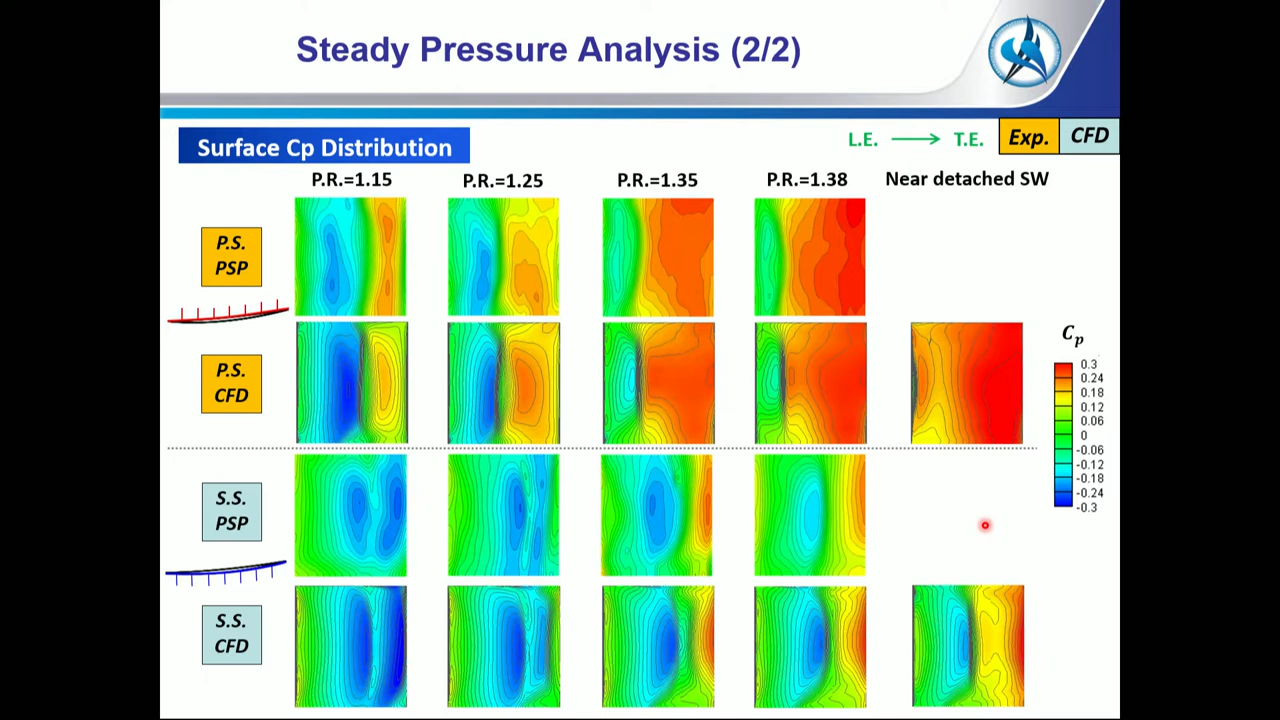 Steady Pressure Analysis (2/2)
Surface Cp Distribution
L.E. → T.E.
Exp.
CFD
P.R.=1.15
P.R.=1.25
P.R.=1.35
P.R.=1.38
Near detached SW
P.S.
PSP
P.S.
CFD
S.S.
PSP
S.S.
CFD
Cp
0.3
0.24
0.18
0.12
0.06
0
-0.06
-0.12
-0.18
-0.24
-0.3